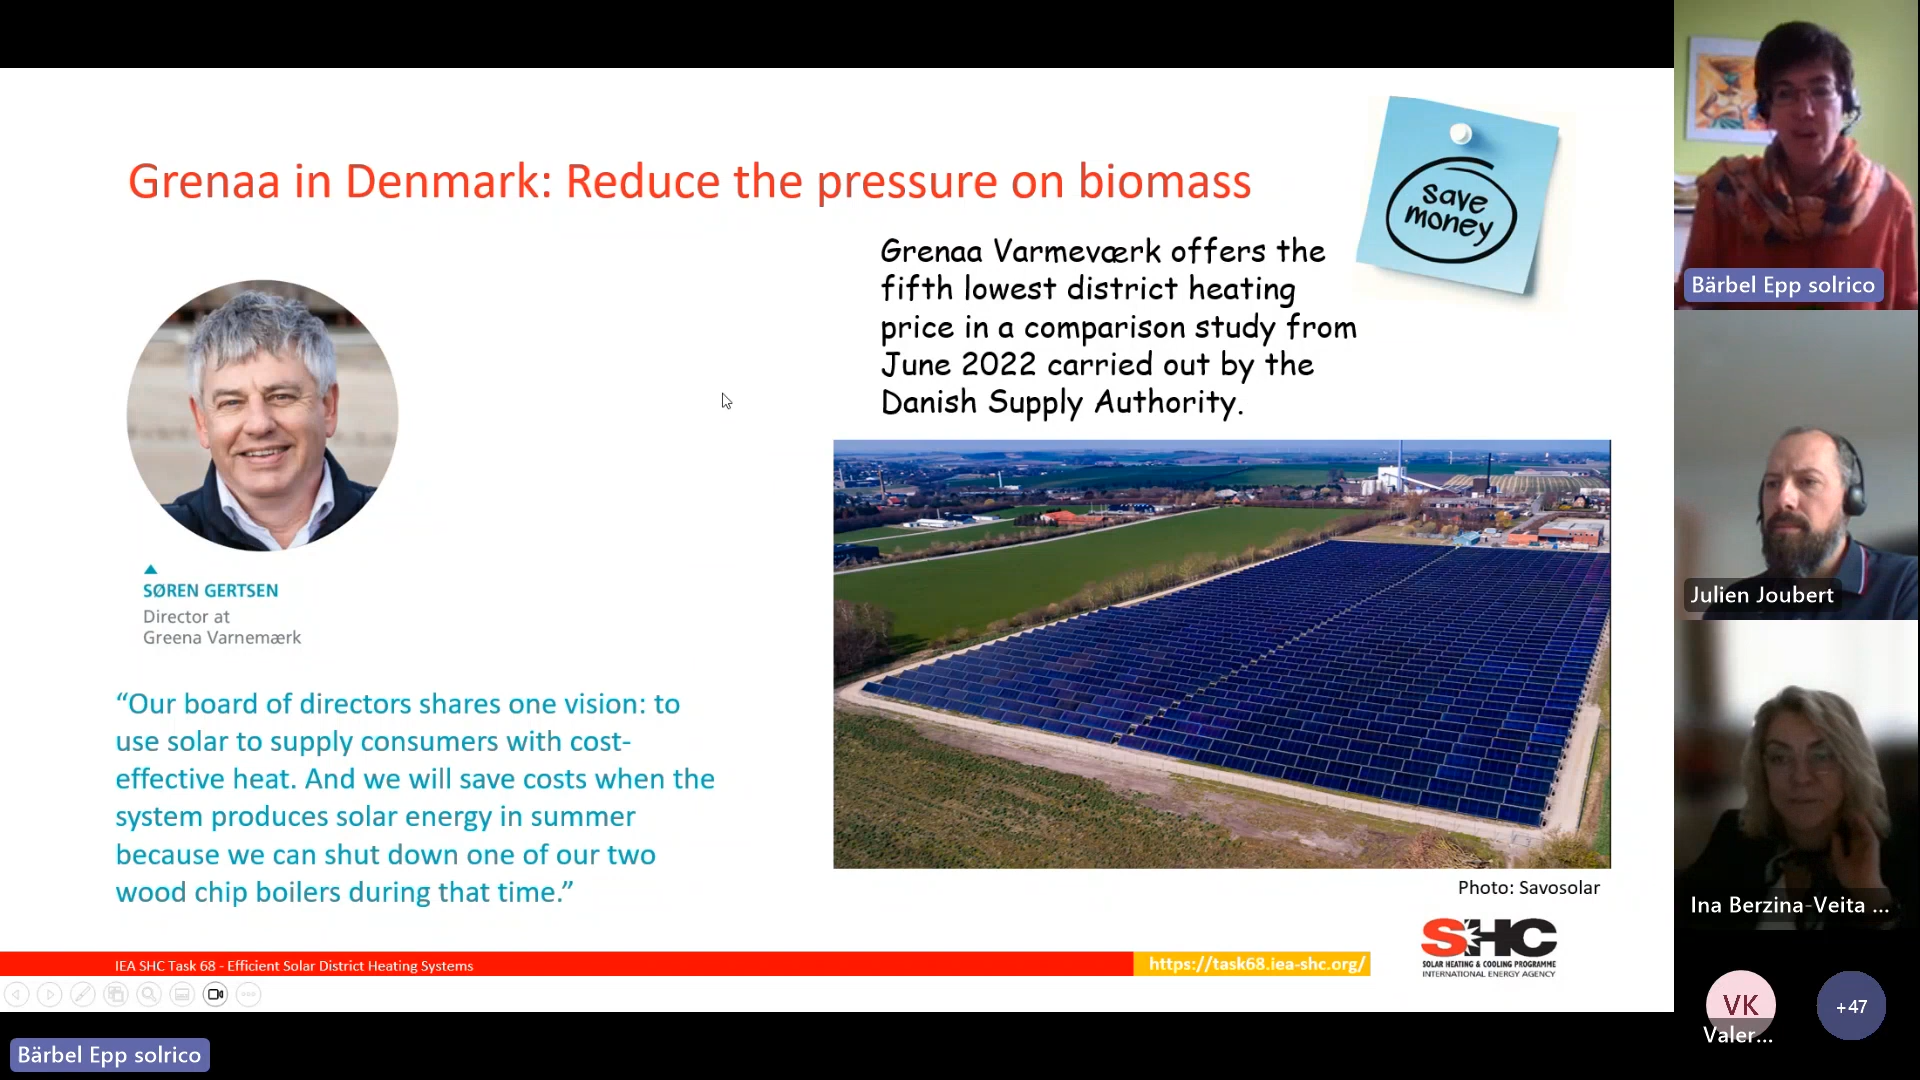 Grenaa in Denmark: Reduce the pressure on biomass
save
money
Grenaa Varmeværk offers the
fifth lowest district heating
price in a comparison study from
June 2022 carried out by the
Danish Supply Authority.
SØREN GERTSEN
Director at
Greena Varnemærk
“Our board of directors shares one vision: to
use solar to supply consumers with cost-
effective heat. And we will save costs when the
system produces solar energy in summer
because we can shut down one of our two
wood chip boilers during that time.”
Photo: Savosolar
SHC
SOLAR HEATING & COOLING PROGRAMME
INTERNATIONAL ENERGY AGENCY
IEA SHC Task 68 - Efficient Solar District Heating Systems
https://task68.iea-shc.org/
Bärbel Epp solrico
Bärbel Epp solrico
Julien Joubert
Ina Berzina-Veita ...
VK
Valer...
+47